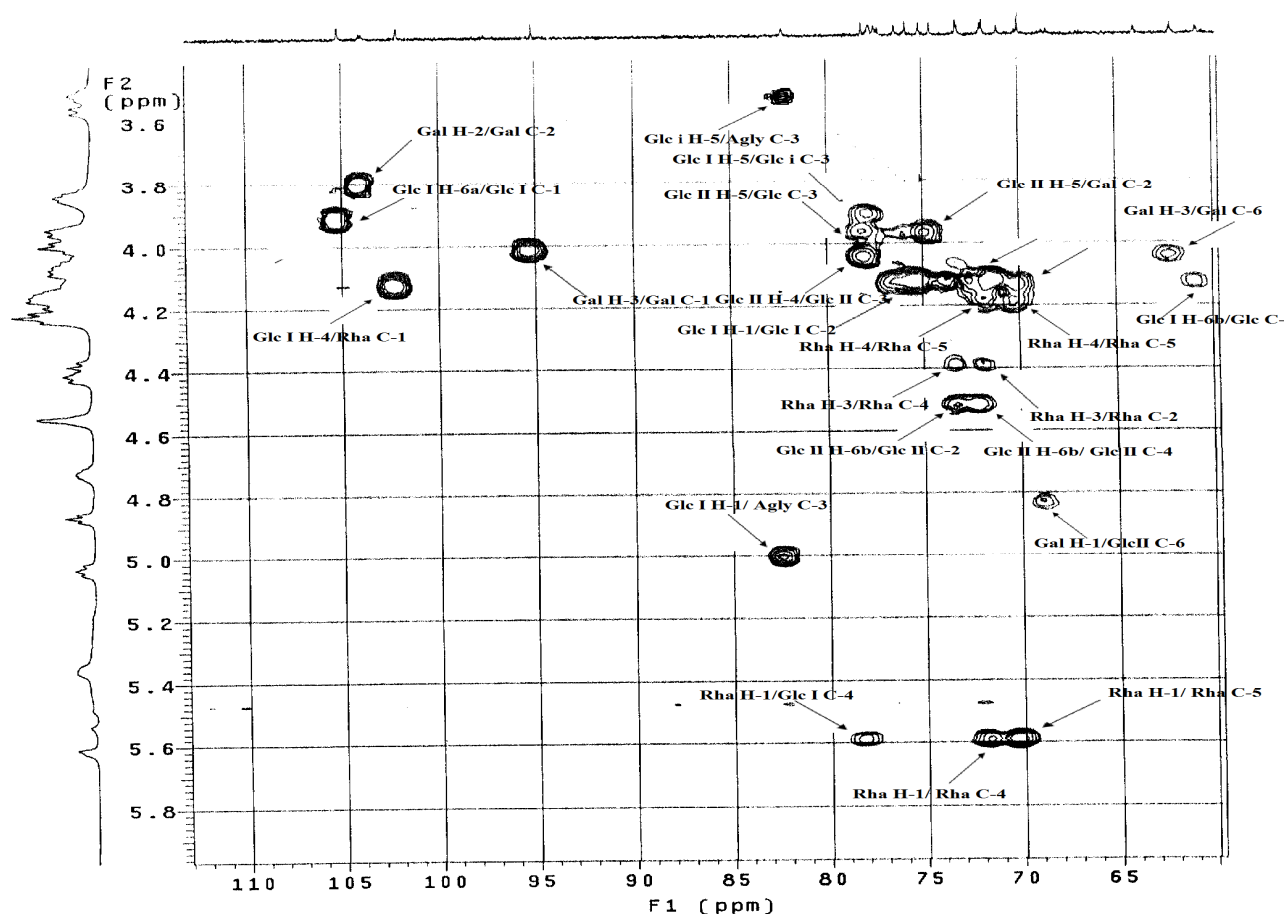 F2
(ppm)
3.6
3.8
4.0
4.2
4.4
4.6
4.8
5.0
5.2
5.4
5.6
5.8
Glc i H-5/Agly C-3
Gal H-2/Gal C-2
Glc I H-5/Glc i C-3
Glc I H-6a/Glc I C-1
Glc II H-5/Glc C-3
Glc II H-5/Gal C-2
Gal H-3/Gal C-6
Gal H-3/Gal C-1
Glc II H-4/Glc II C-3
Glc I H-6b/Glc C-
Glc I H-4/Rha C-1
Glc I H-1/Glc I C-2
Rha H-4/Rha C-5
Rha H-4/Rha C-5
Rha H-3/Rha C-4
Rha H-3/Rha C-2
Glc II H-6b/Glc II C-2
Glc II H-6b/ Glc II C-4
Glc I H-1/ Agly C-3
Gal H-1/GlcII C-6
Rha H-1/Glc I C-4
Rha H-1/ Rha C-5
Rha H-1/ Rha C-4
110 105 100 95 90 85 80 75 70 65
F1 (ppm)